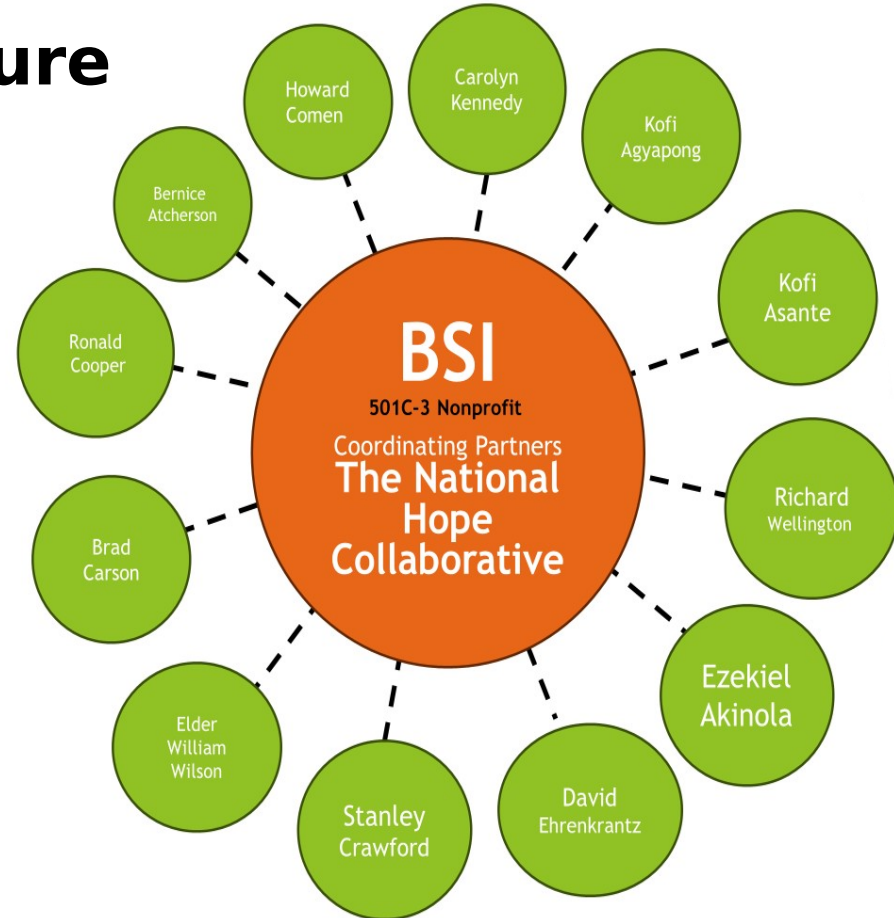 ure
Howard
Comen
Carolyn
Kennedy
Kofi
Agyapong
Bernice
Atcherson
Kofi
Asante
Ronald
Cooper
BSI
501C-3 Nonprofit
Coordinating Partners
The National
Hope
Collaborative
Richard
Wellington
Brad
Carson
Ezekiel
Akinola
Elder
William
Wilson
Stanley
Crawford
David
Ehrenkrantz